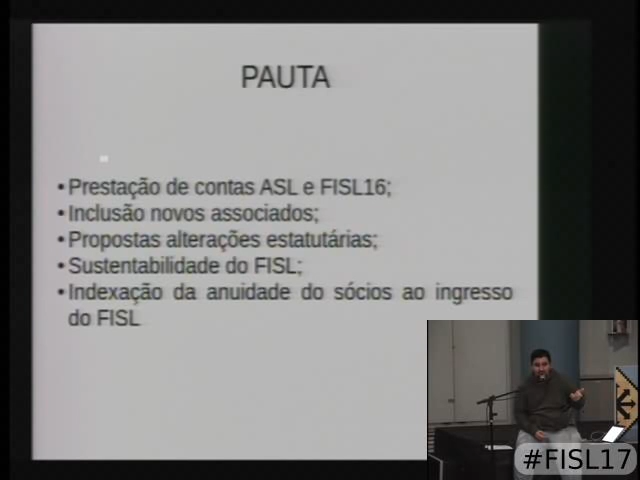 PAUTA
• Prestação de contas ASL e FISL16;
• Inclusão novos associados;
• Propostas alterações estatutárias;
• Sustentabilidade do FISL;
• Indexação da anuidade do sócios ao ingresso
do FISL
#FISL17